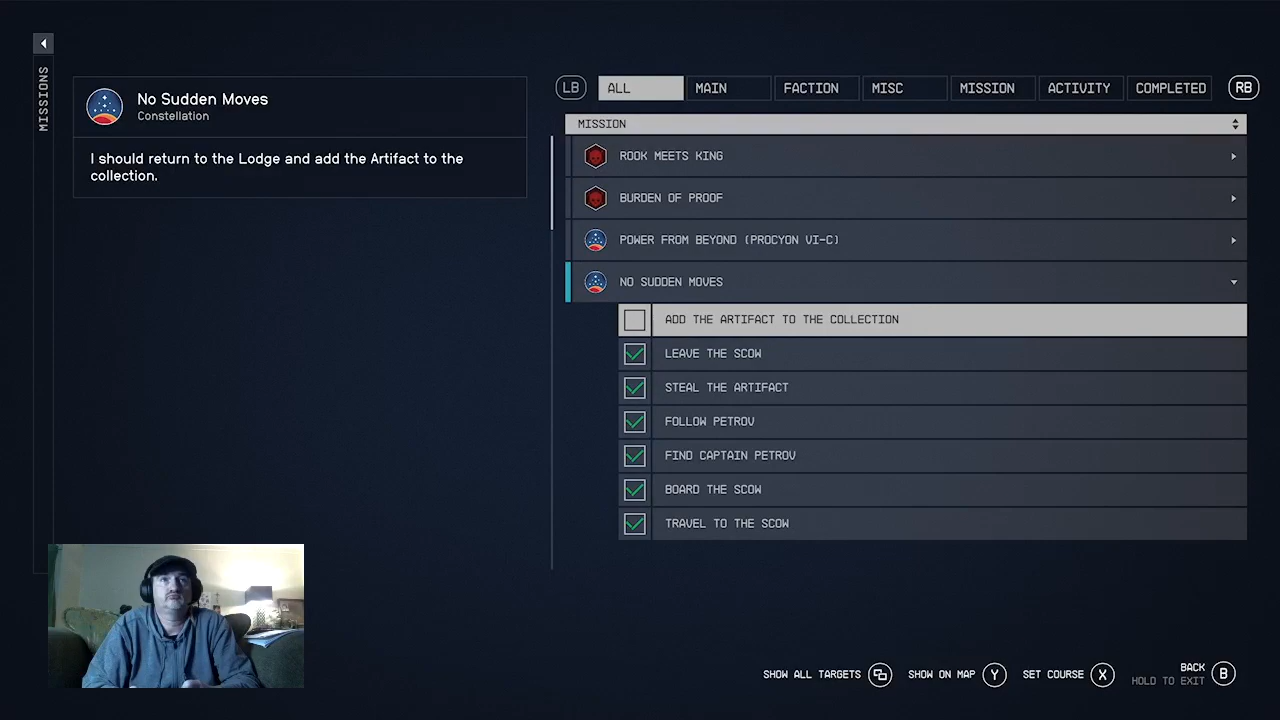 MISSIONS
No Sudden Moves
Constellation
I should return to the Lodge and add the Artifact to the
collection.
LB
ALL
MAIN
FACTION
MISC
MISSION
ACTIVITY
COMPLETED
RB
MISSION
ROOK MEETS KING
BURDEN OF PROOF
POWER FROM BEYOND (PROCYON VI-C)
NO SUDDEN MOVES
ADD THE ARTIFACT TO THE COLLECTION
LEAVE THE SCOW
STEAL THE ARTIFACT
FOLLOW PETROV
FIND CAPTAIN PETROV
BOARD THE SCOW
TRAVEL TO THE SCOW
SHOW ALL TARGETS
SHOW ON MAP Y
SET COURSE X
BACK B
HOLD TO EXIT